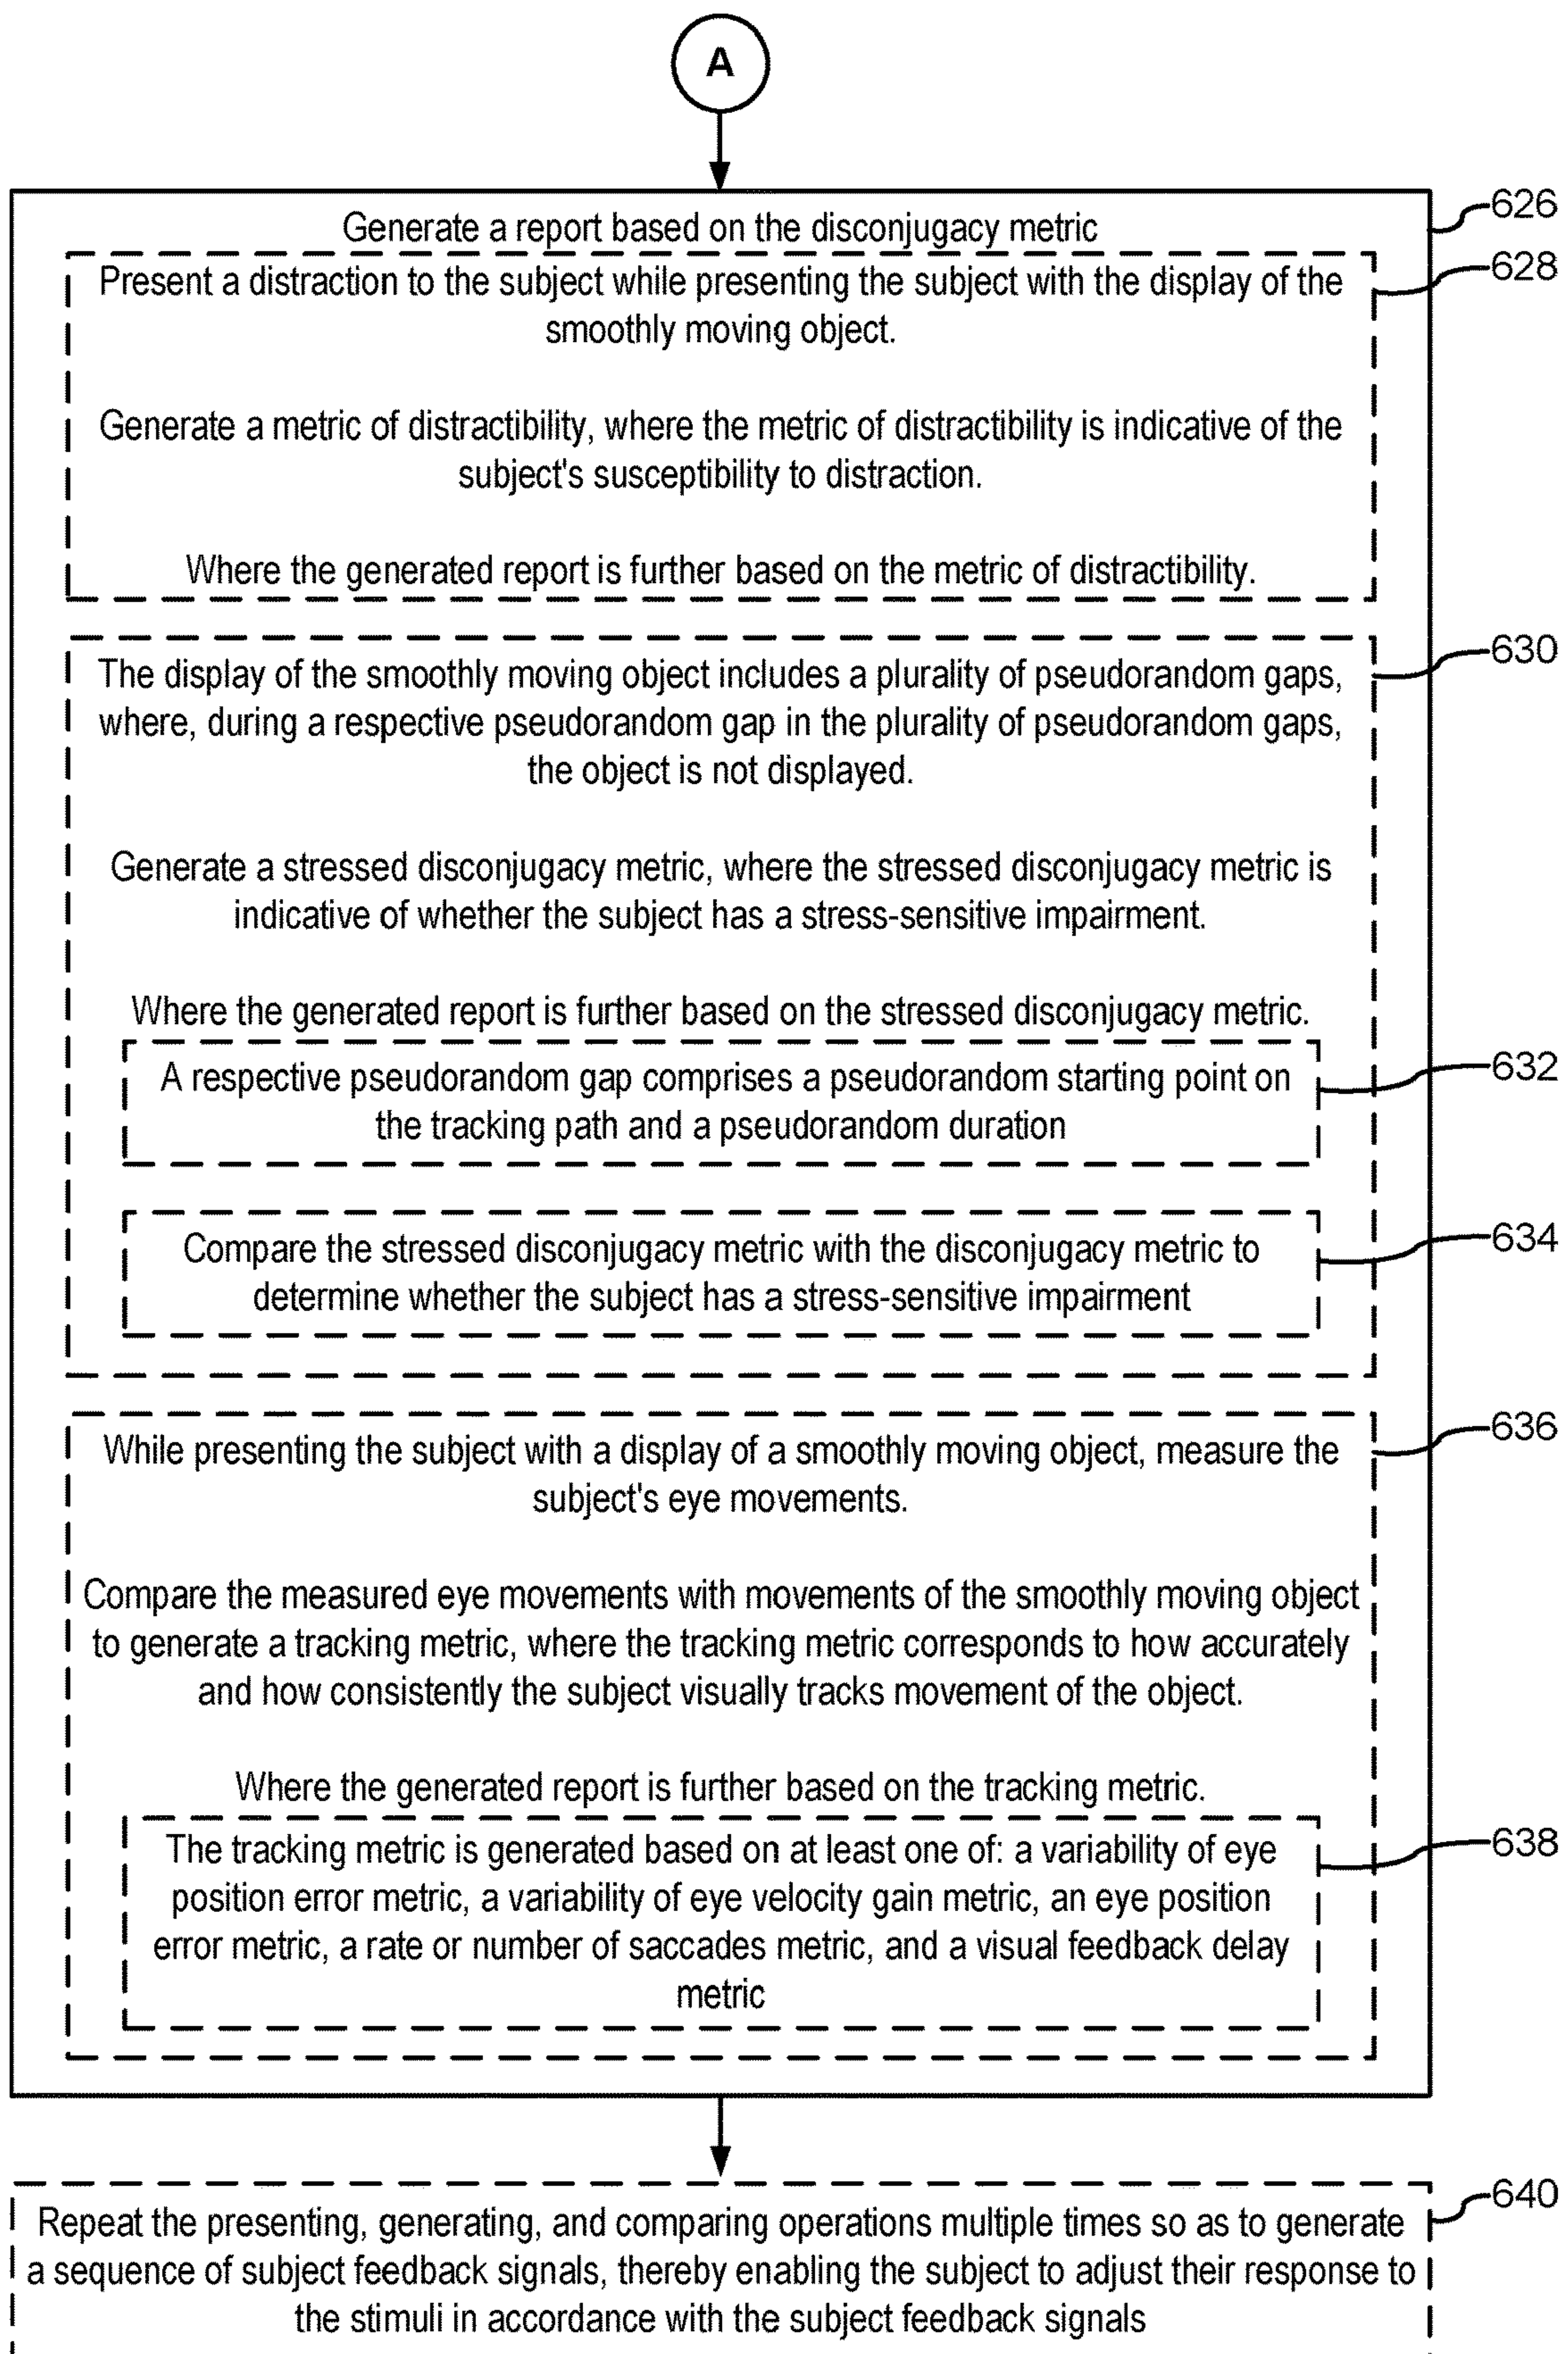 A
Generate a report based on the disconjugacy metric
626
Present a distraction to the subject while presenting the subject with the display of the
smoothly moving object.
628
Generate a metric of distractibility, where the metric of distractibility is indicative of the
subject's susceptibility to distraction.
Where the generated report is further based on the metric of distractibility.
The display of the smoothly moving object includes a plurality of pseudorandom gaps,
where, during a respective pseudorandom gap in the plurality of pseudorandom gaps,
the object is not displayed.
630
Generate a stressed disconjugacy metric, where the stressed disconjugacy metric is
indicative of whether the subject has a stress-sensitive impairment.
Where the generated report is further based on the stressed disconjugacy metric.
A respective pseudorandom gap comprises a pseudorandom starting point on
the tracking path and a pseudorandom duration
632
Compare the stressed disconjugacy metric with the disconjugacy metric to
determine whether the subject has a stress-sensitive impairment
634
While presenting the subject with a display of a smoothly moving object, measure the
subject's eye movements.
636
Compare the measured eye movements with movements of the smoothly moving object
to generate a tracking metric, where the tracking metric corresponds to how accurately
and how consistently the subject visually tracks movement of the object.
Where the generated report is further based on the tracking metric.
The tracking metric is generated based on at least one of: a variability of eye
position error metric, a variability of eye velocity gain metric, an eye position
error metric, a rate or number of saccades metric, and a visual feedback delay
metric
638
Repeat the presenting, generating, and comparing operations multiple times so as to generate
a sequence of subject feedback signals, thereby enabling the subject to adjust their response to
the stimuli in accordance with the subject feedback signals
640